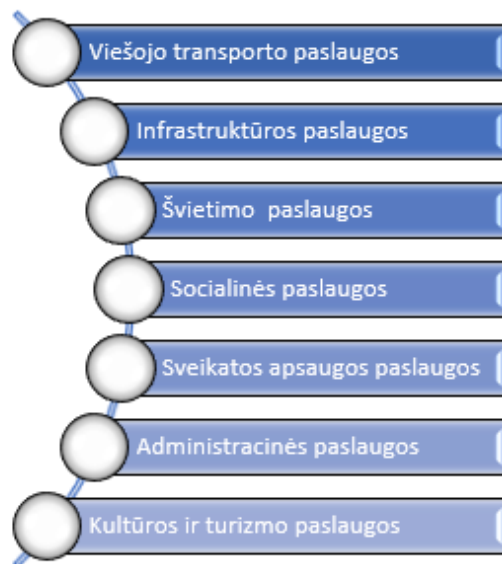 Viešojo transporto paslaugos
Infrastruktūros paslaugos
Švietimo paslaugos
Socialinės paslaugos
Sveikatos apsaugos paslaugos
Administracinės paslaugos
Kultūros ir turizmo paslaugos